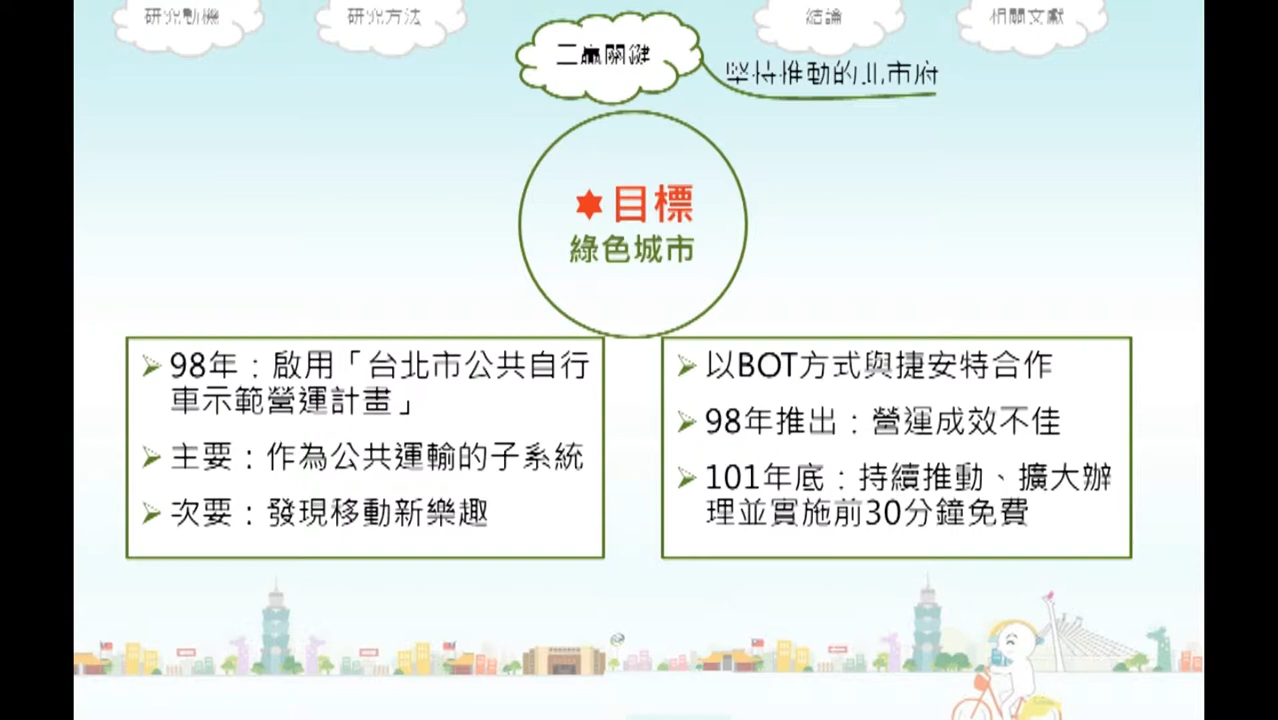 研究動機
研究方法
三贏關鍵
結論
相關文獻
堅持推動的北市府
目標
綠色城市
98年：啟用「台北市公共自行
車示範營運計畫」
主要：作為公共運輸的子系統
次要：發現移動新樂趣
以BOT方式與捷安特合作
98年推出：營運成效不佳
101年底：持續推動、擴大辦
理並實施前30分鐘免費